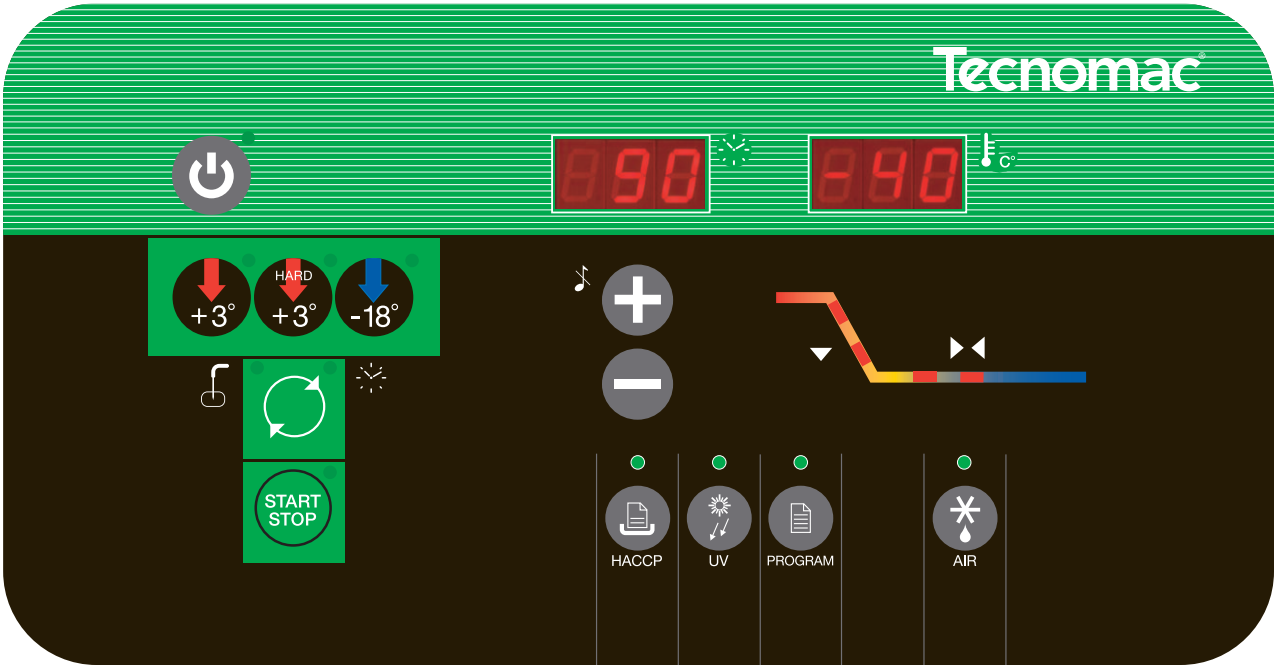 Tecnomac®
90
-40
C°
+3°
HARD
+3°
-18°
START
STOP
HACCP
UV
PROGRAM
AIR